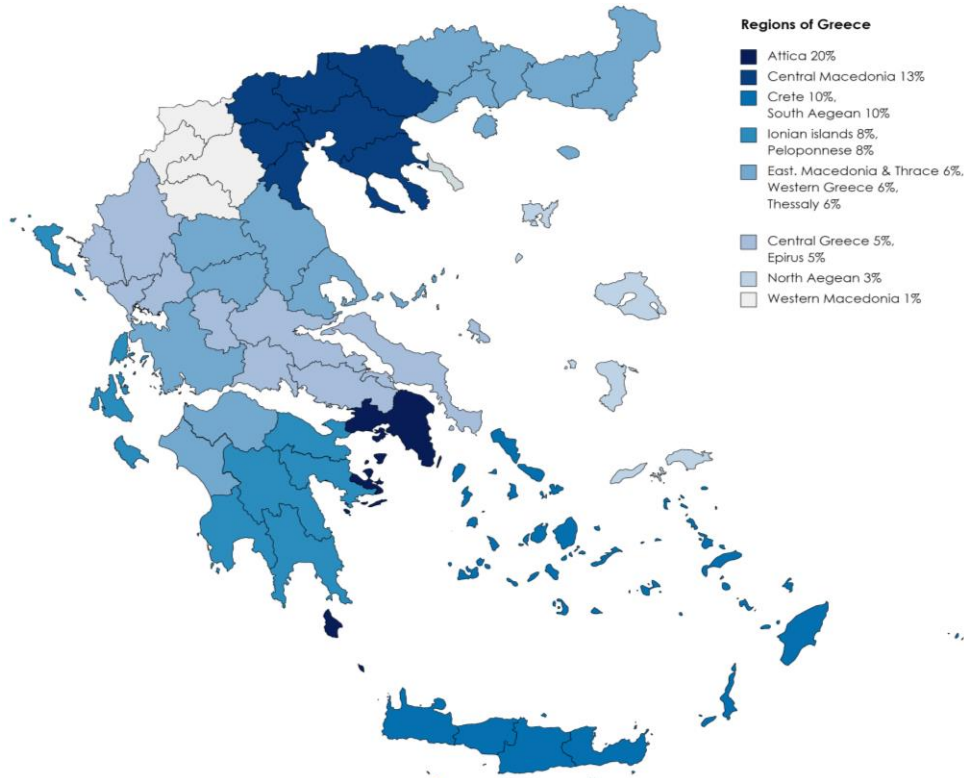 Regions of Greece
Attica 20%
Central Macedonia 13%
Crete 10%,
South Aegean 10%
Ionian islands 8%,
Peloponnese 8%
East. Macedonia & Thrace 6%,
Western Greece 6%,
Thessaly 6%
Central Greece 5%,
Epirus 5%
North Aegean 3%
Western Macedonia 1%